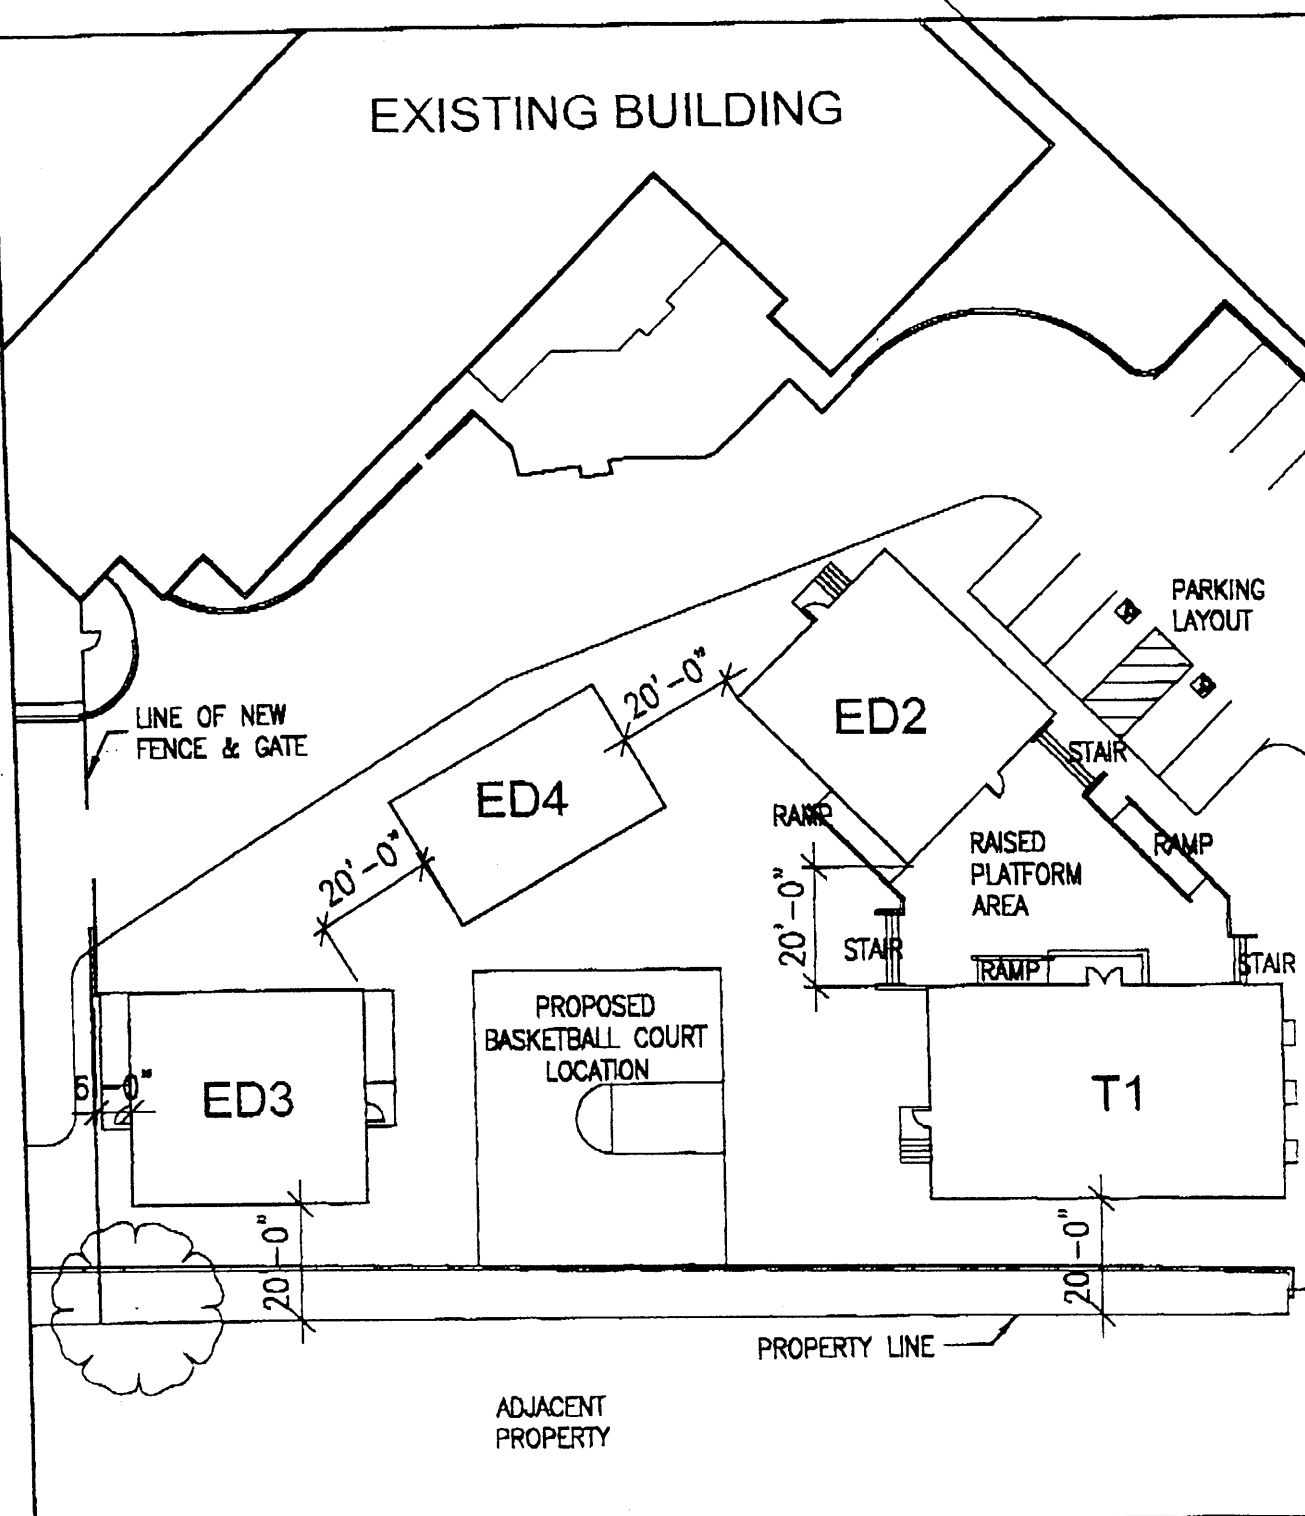 EXISTING BUILDING
PARKING
LAYOUT
20'-0"
LINE OF NEW
FENCE & GATE
ED2
STAIR
ED4
RAMP
RAMP
20'-0"
RAISED
PLATFORM
AREA
20'-0"
STAIR
RAMP
STAIR
PROPOSED
BASKETBALL COURT
LOCATION
ED3
T1
20'-0"
20'-0"
PROPERTY LINE
ADJACENT
PROPERTY